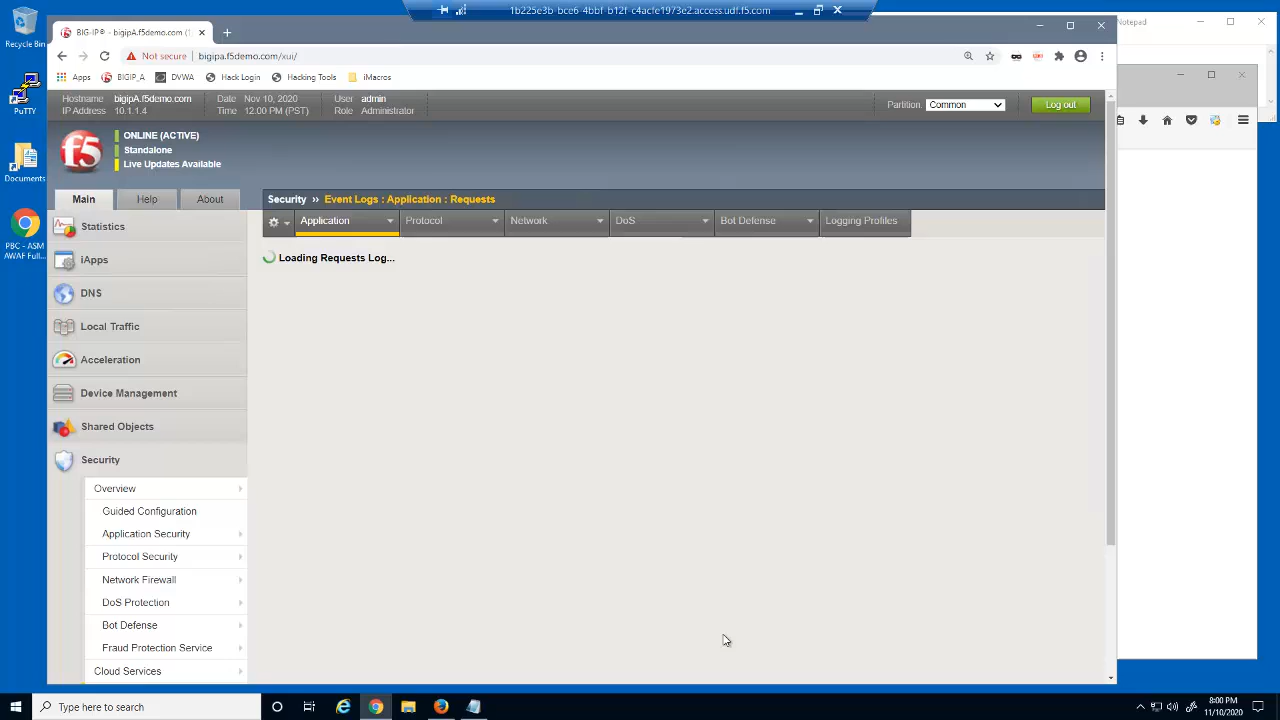 1b225e3b-bce6-4bbf-b12f-c4acfe1973e2.access.udf.f5.com
Recycle Bin
PuTTY
Documents
PBC - ASM
AWAF Full...
Notepad
BIG-IP® - bigipa.f5demo.com (1
Not secure
bigipa.f5demo.com/xui/
Apps
BIGIP_A
DVWA
Hack Login
Hacking Tools
iMacros
Hostname bigipA.f5demo.com
IP Address 10.1.1.4
Date Nov 10, 2020
Time 12:00 PM (PST)
User admin
Role Administrator
Partition: Common
Log out
f5
ONLINE (ACTIVE)
Standalone
Live Updates Available
Main
Help
About
Security » Event Logs : Application : Requests
Application
Protocol
Network
DoS
Bot Defense
Logging Profiles
Loading Requests Log...
Statistics
iApps
DNS
Local Traffic
Acceleration
Device Management
Shared Objects
Security
Overview
Guided Configuration
Application Security
Protocol Security
Network Firewall
DoS Protection
Bot Defense
Fraud Protection Service
Cloud Services
Type here to search
8:00 PM
11/10/2020